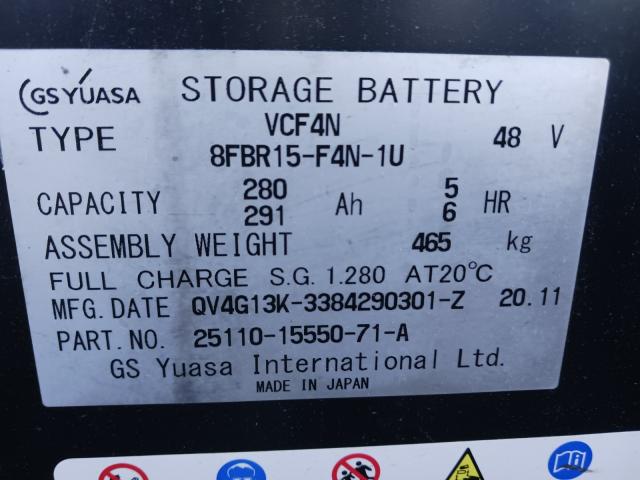 GS YUASA STORAGE BATTERY
TYPE VCF4N 48 V
8FBR15-F4N-1U
CAPACITY 280 Ah 5 HR
291 6
ASSEMBLY WEIGHT 465 kg
FULL CHARGE S.G. 1.280 AT20°C
MFG. DATE QV4G13K-3384290301-Z 20.11
PART. NO. 25110-15550-71-A
GS Yuasa International Ltd.
MADE IN JAPAN